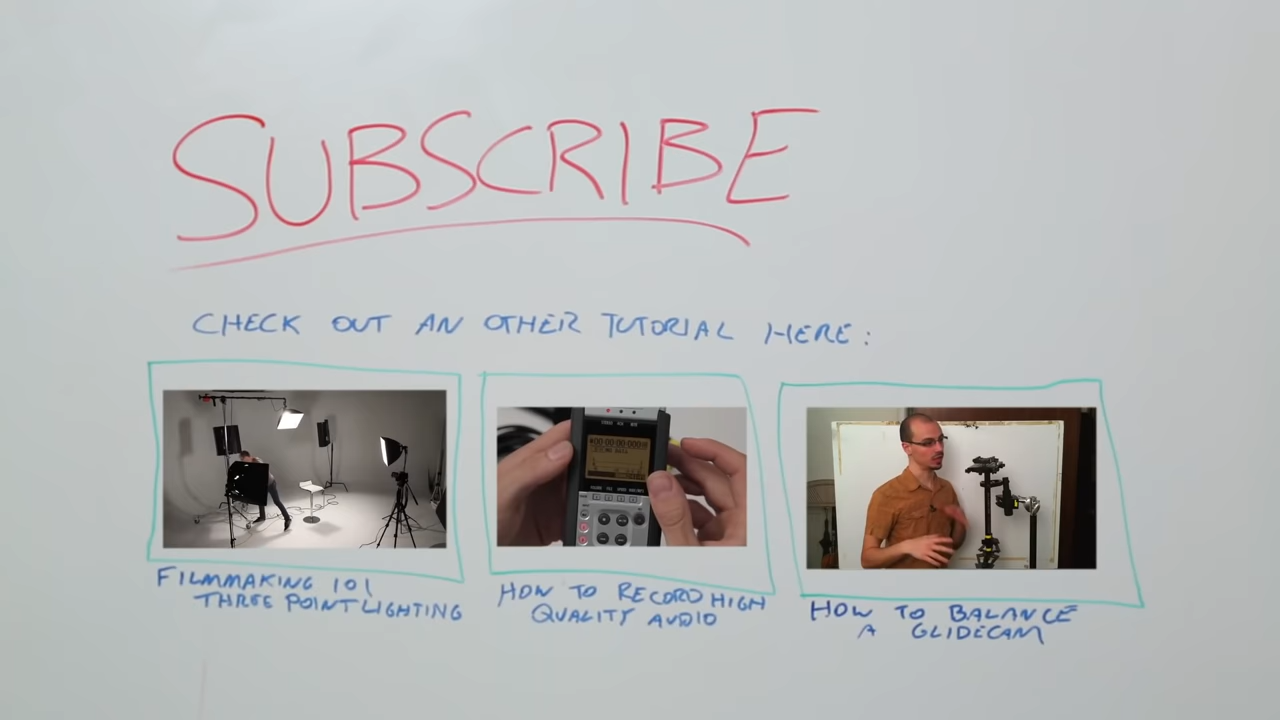 SUBSCRIBE
CHECK OUT AN OTHER TUTORIAL HERE:
FILMMAKING 101
THREE POINT LIGHTING
HOW TO RECORD HIGH
QUALITY AUDIO
HOW TO BALANCE
A GLIDECAM